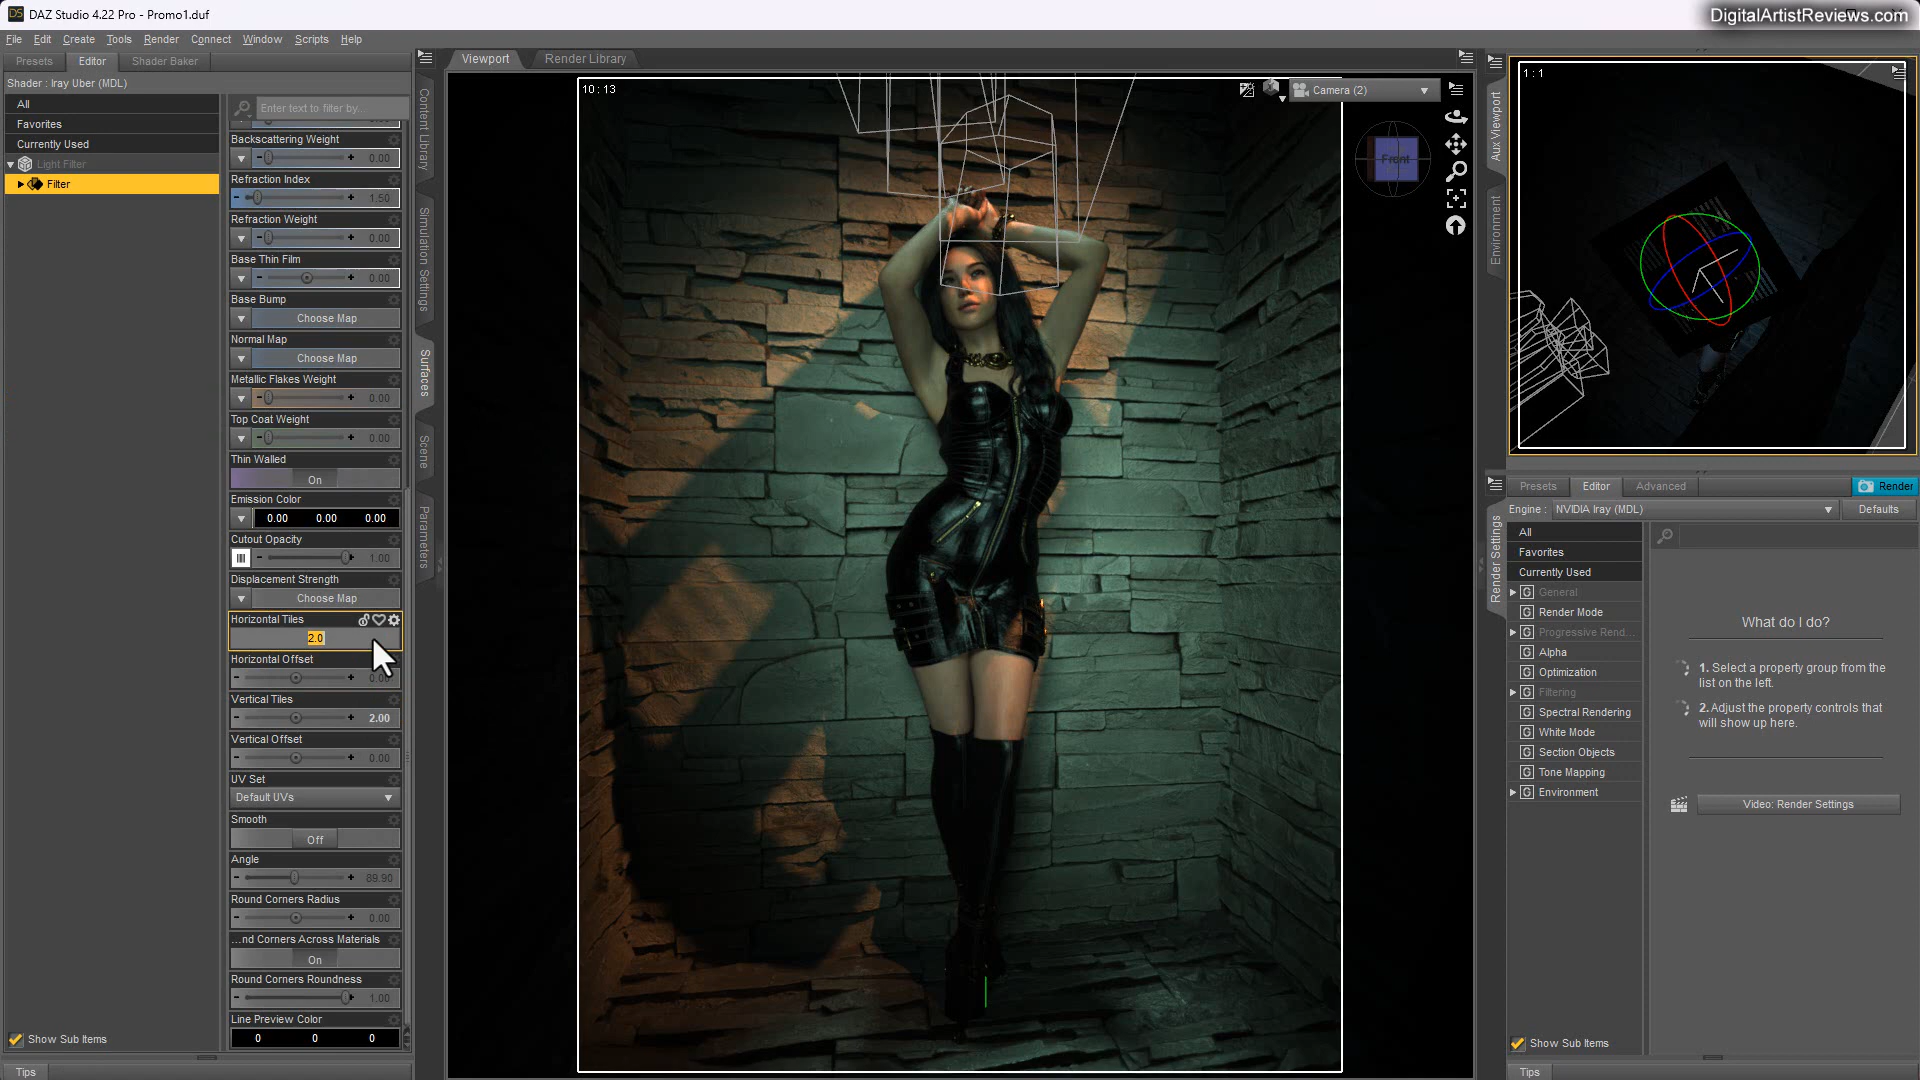 DS DAZ Studio 4.22 Pro - Promo1.duf
DigitalArtistReviews.com
File Edit Create Tools Render Connect Window Scripts Help
Presets Editor Shader Baker
Shader : Iray Uber (MDL)
All
Favorites
Currently Used
Light Filter
Filter
Show Sub Items
Tips
Enter text to filter by...
Backscattering Weight
0.00
Refraction Index
1.50
Refraction Weight
0.00
Base Thin Film
0.00
Base Bump
Choose Map
Normal Map
Choose Map
Metallic Flakes Weight
0.00
Top Coat Weight
0.00
Thin Walled
On
Emission Color
0.00 0.00 0.00
Cutout Opacity
1.00
Displacement Strength
Choose Map
Horizontal Tiles
2.0
Horizontal Offset
Vertical Tiles
2.00
Vertical Offset
0.00
UV Set
Default UVs
Smooth
Off
Angle
89.90
Round Corners Radius
0.00
...nd Corners Across Materials
On
Round Corners Roundness
1.00
Line Preview Color
0 0 0
Content Library
Simulation Settings
Surfaces
Scene
Parameters
Viewport Render Library
10 : 13
Camera (2)
Front
Aux Viewport
Environment
1 : 1
Render Settings
Presets Editor Advanced Render
Engine : NVIDIA Iray (MDL) Defaults
All
Favorites
Currently Used
G General
G Render Mode
G Progressive Rend...
G Alpha
G Optimization
G Filtering
G Spectral Rendering
G White Mode
G Section Objects
G Tone Mapping
G Environment
Show Sub Items
Tips
What do I do?
1. Select a property group from the
list on the left.
2. Adjust the property controls that
will show up here.
Video: Render Settings